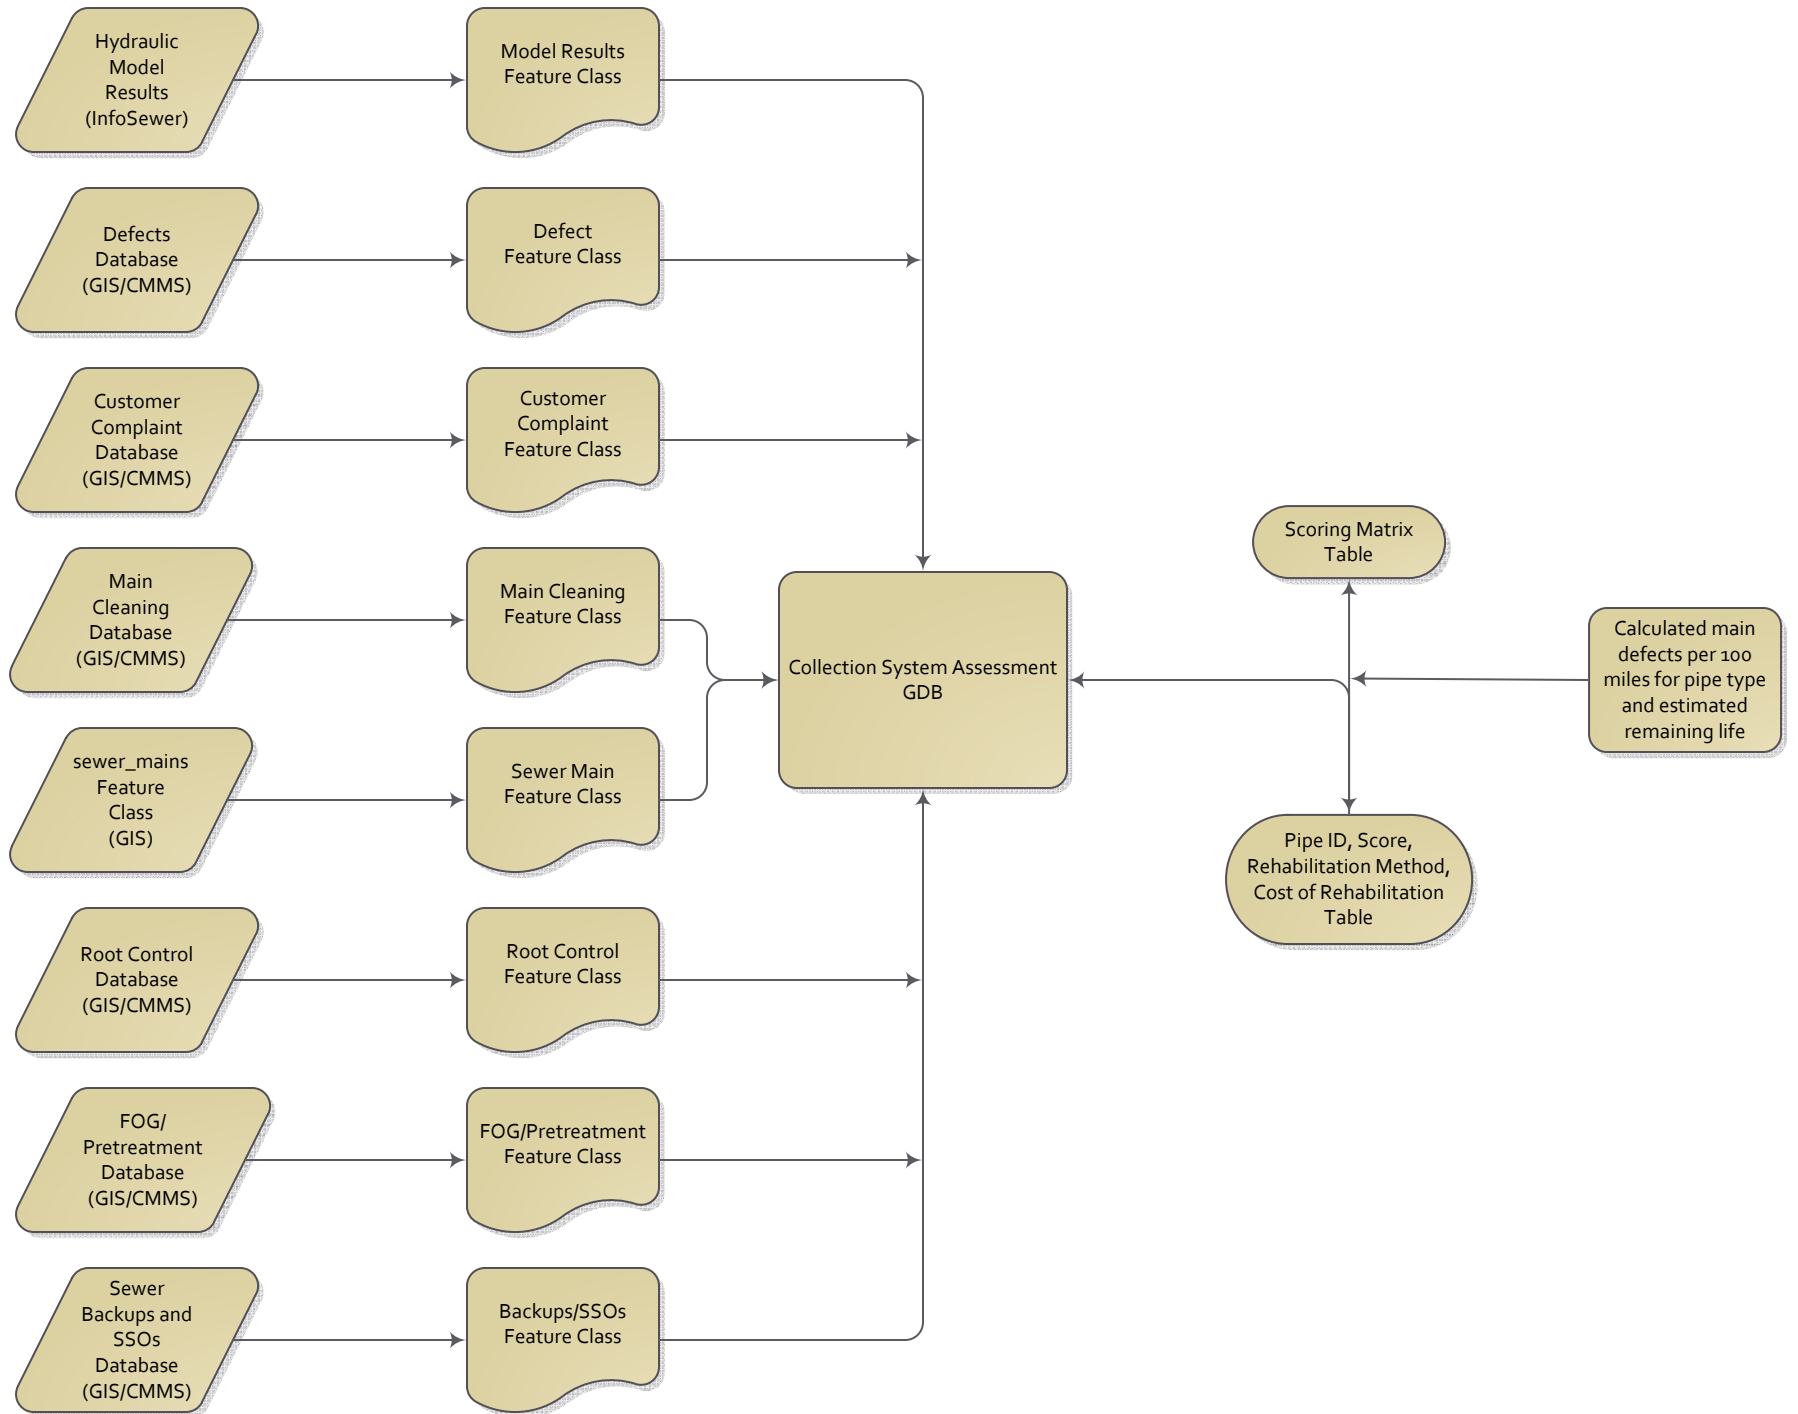 Hydraulic
Model
Results
(InfoSewer)
Model Results
Feature Class
Defects
Database
(GIS/CMMS)
Defect
Feature Class
Customer
Complaint
Database
(GIS/CMMS)
Customer
Complaint
Feature Class
Main
Cleaning
Database
(GIS/CMMS)
Main Cleaning
Feature Class
sewer_mains
Feature
Class
(GIS)
Sewer Main
Feature Class
Root Control
Database
(GIS/CMMS)
Root Control
Feature Class
FOG/
Pretreatment
Database
(GIS/CMMS)
FOG/Pretreatment
Feature Class
Sewer
Backups and
SSOs
Database
(GIS/CMMS)
Backups/SSOs
Feature Class
Collection System Assessment
GDB
Scoring Matrix
Table
Calculated main
defects per 100
miles for pipe type
and estimated
remaining life
Pipe ID, Score,
Rehabilitation Method,
Cost of Rehabilitation
Table